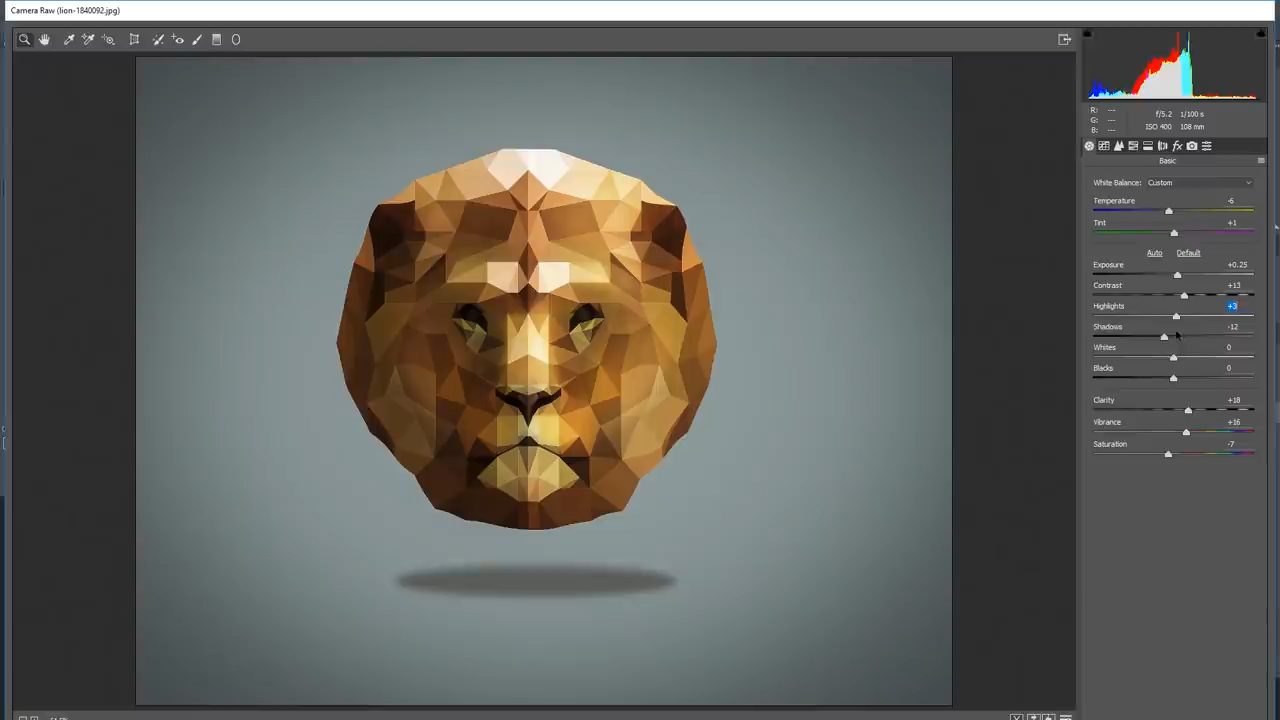 Camera Raw (lion-1840092.jpg)
R: ---
G: ---
B: ---
f/5.2 1/100 s
ISO 400 108 mm
Basic
White Balance: Custom
Temperature -6
Tint +1
Auto Default
Exposure +0.25
Contrast +13
Highlights +3
Shadows -12
Whites 0
Blacks 0
Clarity +18
Vibrance +16
Saturation -7